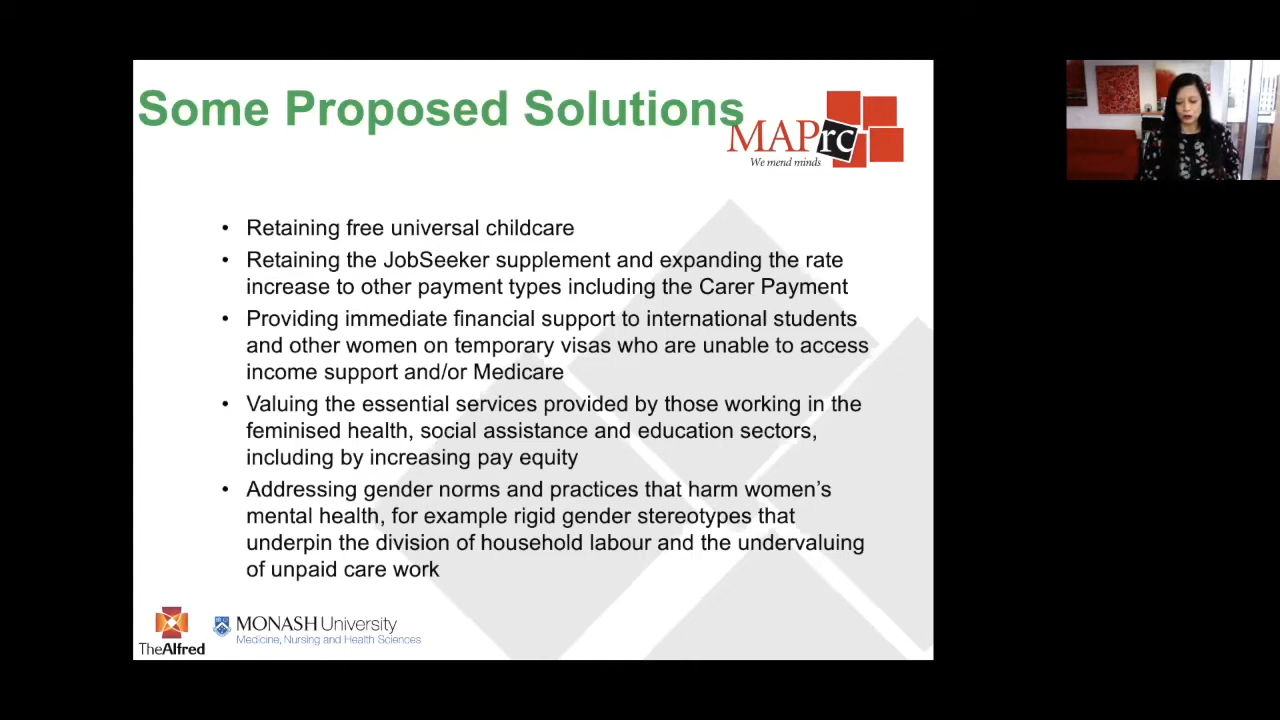 Some Proposed Solutions
MAPrc
We mend minds
• Retaining free universal childcare
• Retaining the JobSeeker supplement and expanding the rate
increase to other payment types including the Carer Payment
• Providing immediate financial support to international students
and other women on temporary visas who are unable to access
income support and/or Medicare
• Valuing the essential services provided by those working in the
feminised health, social assistance and education sectors,
including by increasing pay equity
• Addressing gender norms and practices that harm women’s
mental health, for example rigid gender stereotypes that
underpin the division of household labour and the undervaluing
of unpaid care work
TheAlfred
MONASH University
Medicine, Nursing and Health Sciences